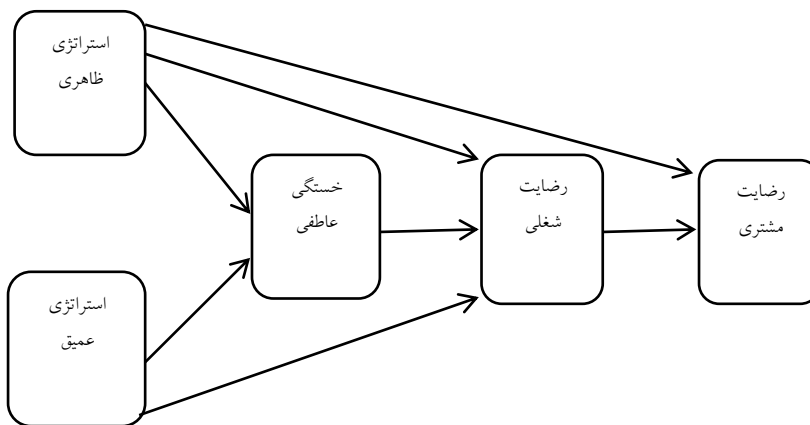 استراتژی
ظاهری
خستگی
عاطفی
رضایت
شغلی
رضایت
مشتری
استراتژی
عمیق